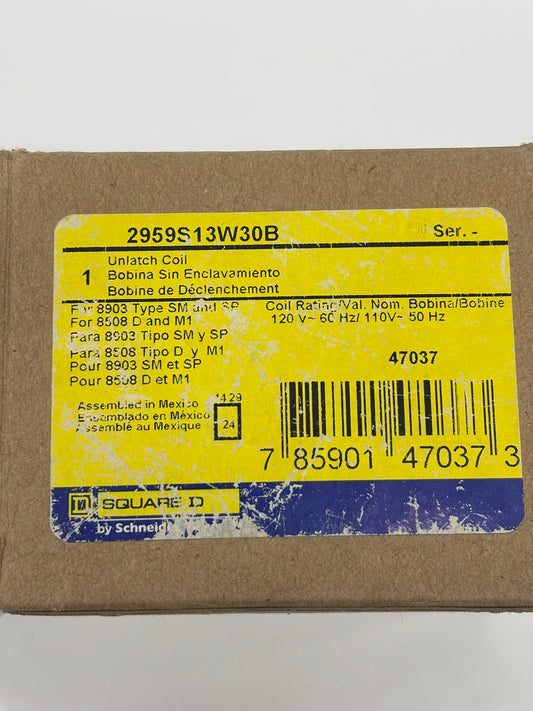 2959S13W30B Ser. -
1
Unlatch Coil
Bobina Sin Enclavamiento
Bobine de Déclenchement
For 8903 Type SM and SP
For 8508 D and M1
Para 8903 Tipo SM y SP
Para 8508 Tipo D y M1
Pour 8903 SM et SP
Pour 8508 D et M1
Coil Rating/Val. Nom. Bobina/Bobine
120 V~ 60 Hz/ 110V~ 50 Hz
47037
Assembled in Mexico
Ensamblado en México
Assemblé au Mexique
14 29
24
7 85901 47037 3
SQUARE D
by Schneid